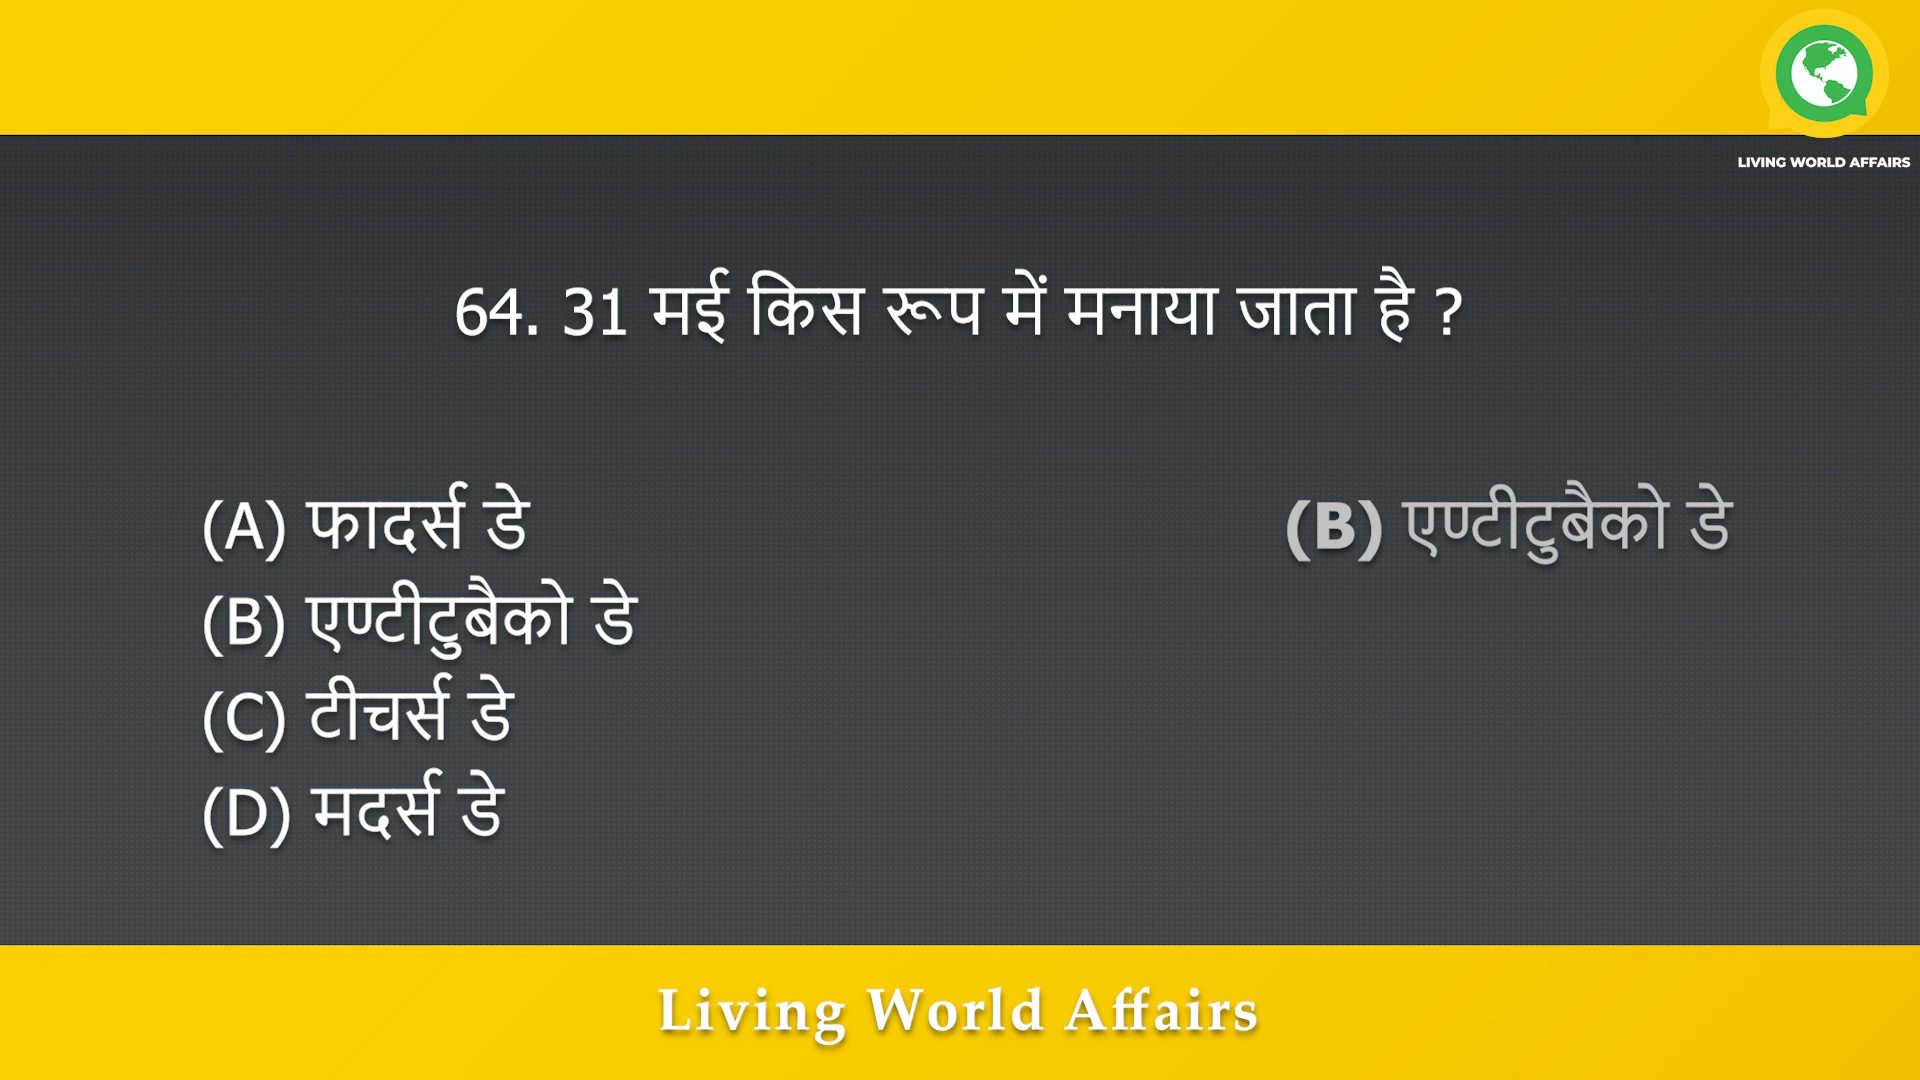 LIVING WORLD AFFAIRS
64. 31 मई किस रूप में मनाया जाता है ?
(A) फादर्स डे
(B) एण्टीटुबैको डे
(C) टीचर्स डे
(D) मदर्स डे
(B) एण्टीटुबैको डे
Living World Affairs